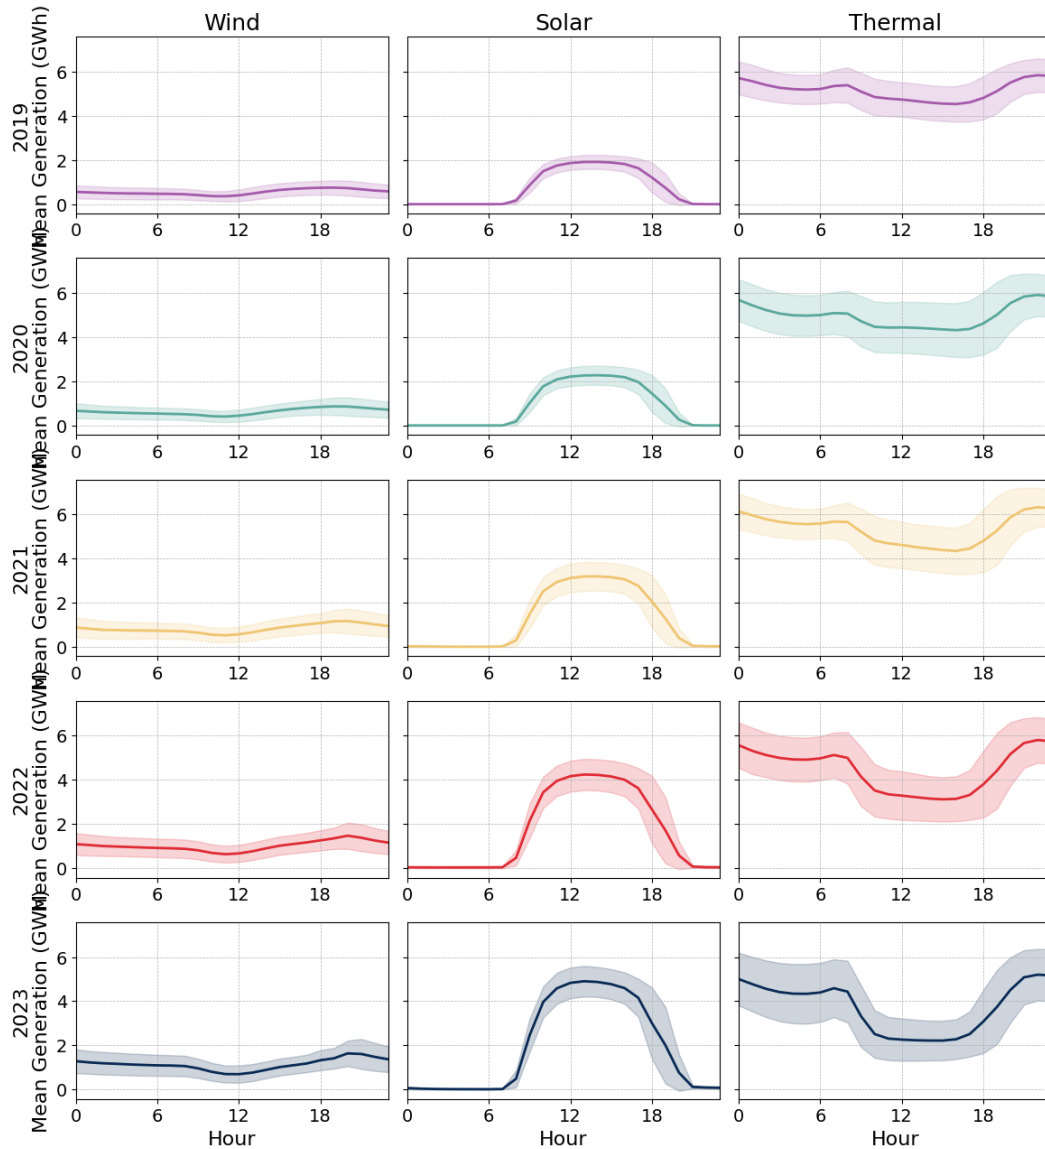 Wind Solar Thermal
2019
Mean Generation (GWh)
6
4
2
0
0 6 12 18 0 6 12 18 0 6 12 18
2020
Mean Generation (GWh)
6
4
2
0
0 6 12 18 0 6 12 18 0 6 12 18
2021
Mean Generation (GWh)
6
4
2
0
0 6 12 18 0 6 12 18 0 6 12 18
2022
Mean Generation (GWh)
6
4
2
0
0 6 12 18 0 6 12 18 0 6 12 18
2023
Mean Generation (GWh)
6
4
2
0
0 6 12 18 0 6 12 18 0 6 12 18
Hour Hour Hour